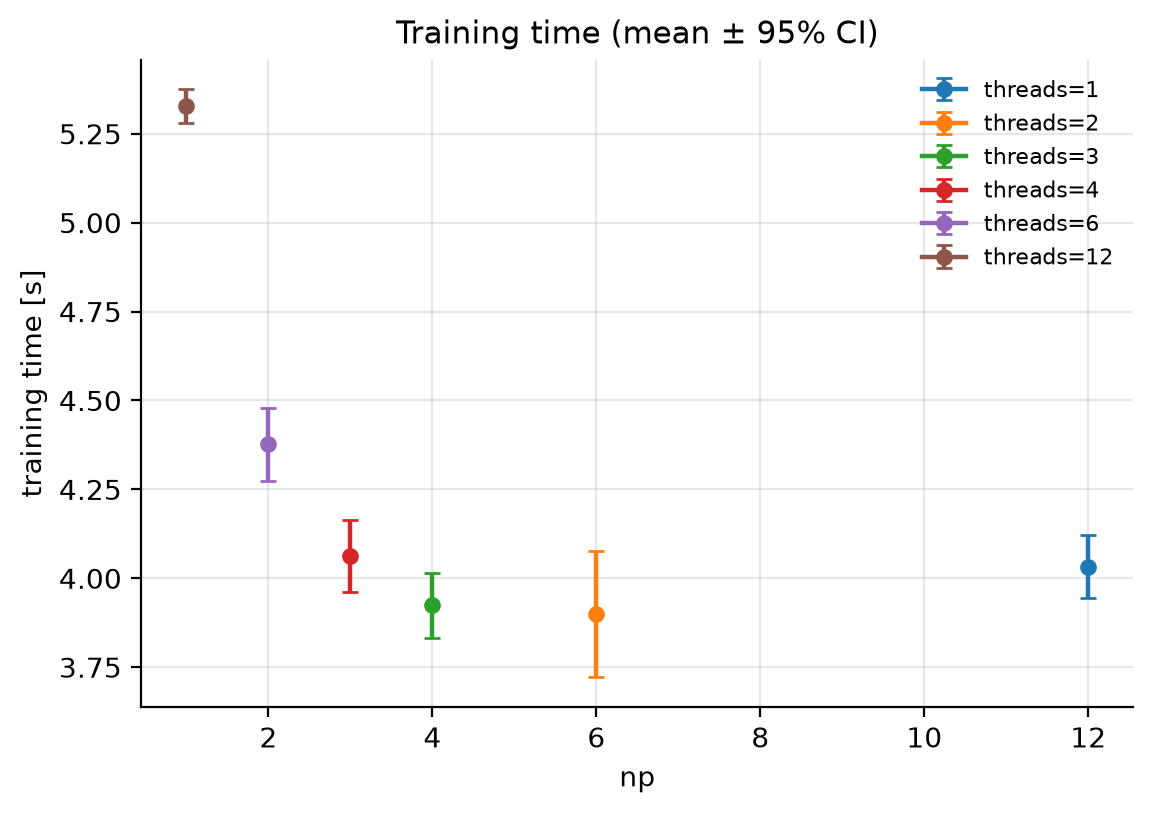 Training time (mean ± 95% CI)
threads=1
threads=2
threads=3
threads=4
threads=6
threads=12
training time [s]
5.25
5.00
4.75
4.50
4.25
4.00
3.75
2 4 6 8 10 12
np